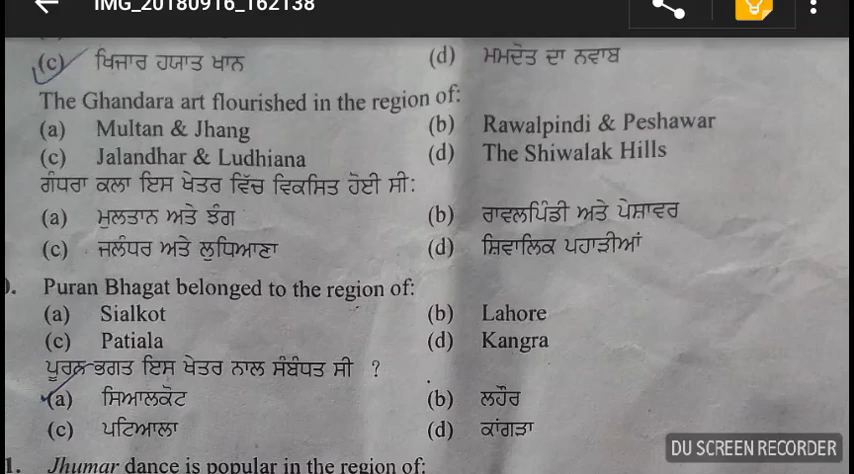 IMG_20180916_162138
(c) ਖਿਜਾਰ ਹਯਾਤ ਖਾਨ (d) ਮਮਦੋਤ ਦਾ ਨਵਾਬ
The Ghandara art flourished in the region of:
(a) Multan & Jhang (b) Rawalpindi & Peshawar
(c) Jalandhar & Ludhiana (d) The Shiwalak Hills
ਗੰਧਰਾ ਕਲਾ ਇਸ ਖੇਤਰ ਵਿੱਚ ਵਿਕਸਿਤ ਹੋਈ ਸੀ:
(a) ਮੁਲਤਾਨ ਅਤੇ ਝੰਗ (b) ਰਾਵਲਪਿੰਡੀ ਅਤੇ ਪੇਸ਼ਾਵਰ
(c) ਜਲੰਧਰ ਅਤੇ ਲੁਧਿਆਣਾ (d) ਸ਼ਿਵਾਲਿਕ ਪਹਾੜੀਆਂ
0. Puran Bhagat belonged to the region of:
(a) Sialkot (b) Lahore
(c) Patiala (d) Kangra
ਪੂਰਨ ਭਗਤ ਇਸ ਖੇਤਰ ਨਾਲ ਸੰਬੰਧਤ ਸੀ ?
(a) ਸਿਆਲਕੋਟ (b) ਲਹੌਰ
(c) ਪਟਿਆਲਾ (d) ਕਾਂਗੜਾ
DU SCREEN RECORDER
1. Jhumar dance is popular in the region of: